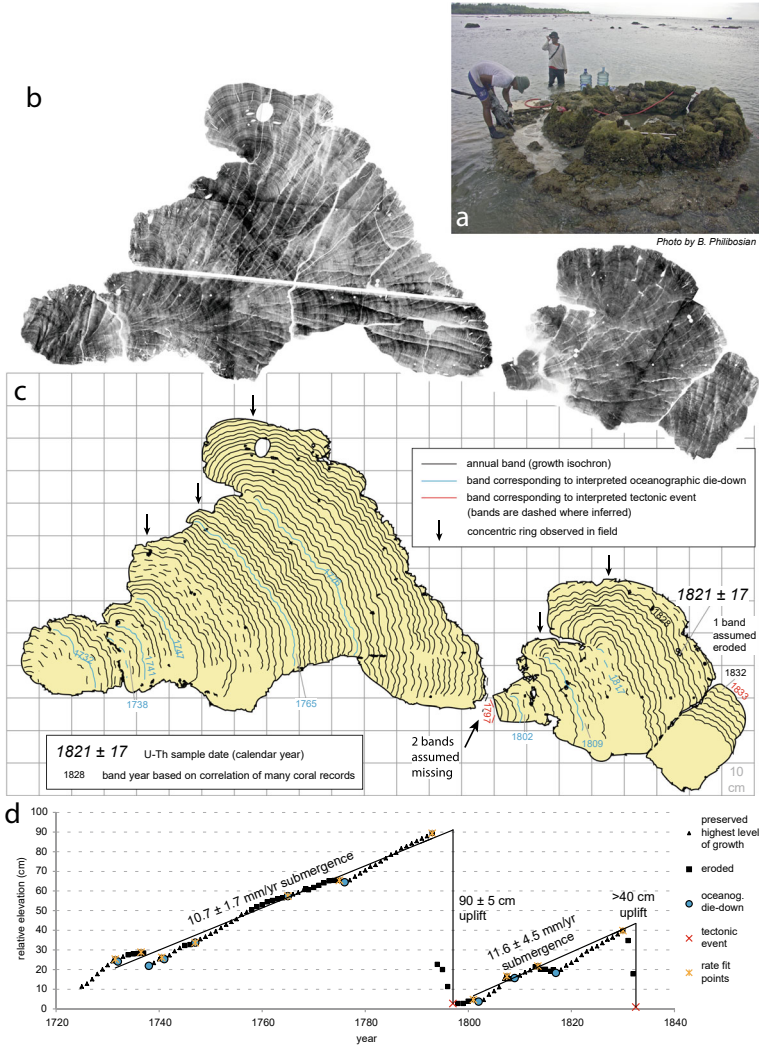 b
a
Photo by B. Philibosian
c
annual band (growth isochron)
band corresponding to interpreted oceanographic die-down
band corresponding to interpreted tectonic event
(bands are dashed where inferred)
concentric ring observed in field
1821 ± 17
1 band
assumed
eroded
1828
1832
1833
1817
1776
1732
1741
1747
1738
1765
1797
1802
1809
2 bands
assumed
missing
10
cm
1821 ± 17 U-Th sample date (calendar year)
1828 band year based on correlation of many coral records
d
relative elevation (cm)
100
90
80
70
60
50
40
30
20
10
0
10.7 ± 1.7 mm/yr submergence
90 ± 5 cm
uplift
11.6 ± 4.5 mm/yr
submergence
>40 cm
uplift
1720 1740 1760 1780 1800 1820 1840
year
preserved
highest level
of growth
eroded
oceanog.
die-down
tectonic
event
rate fit
points